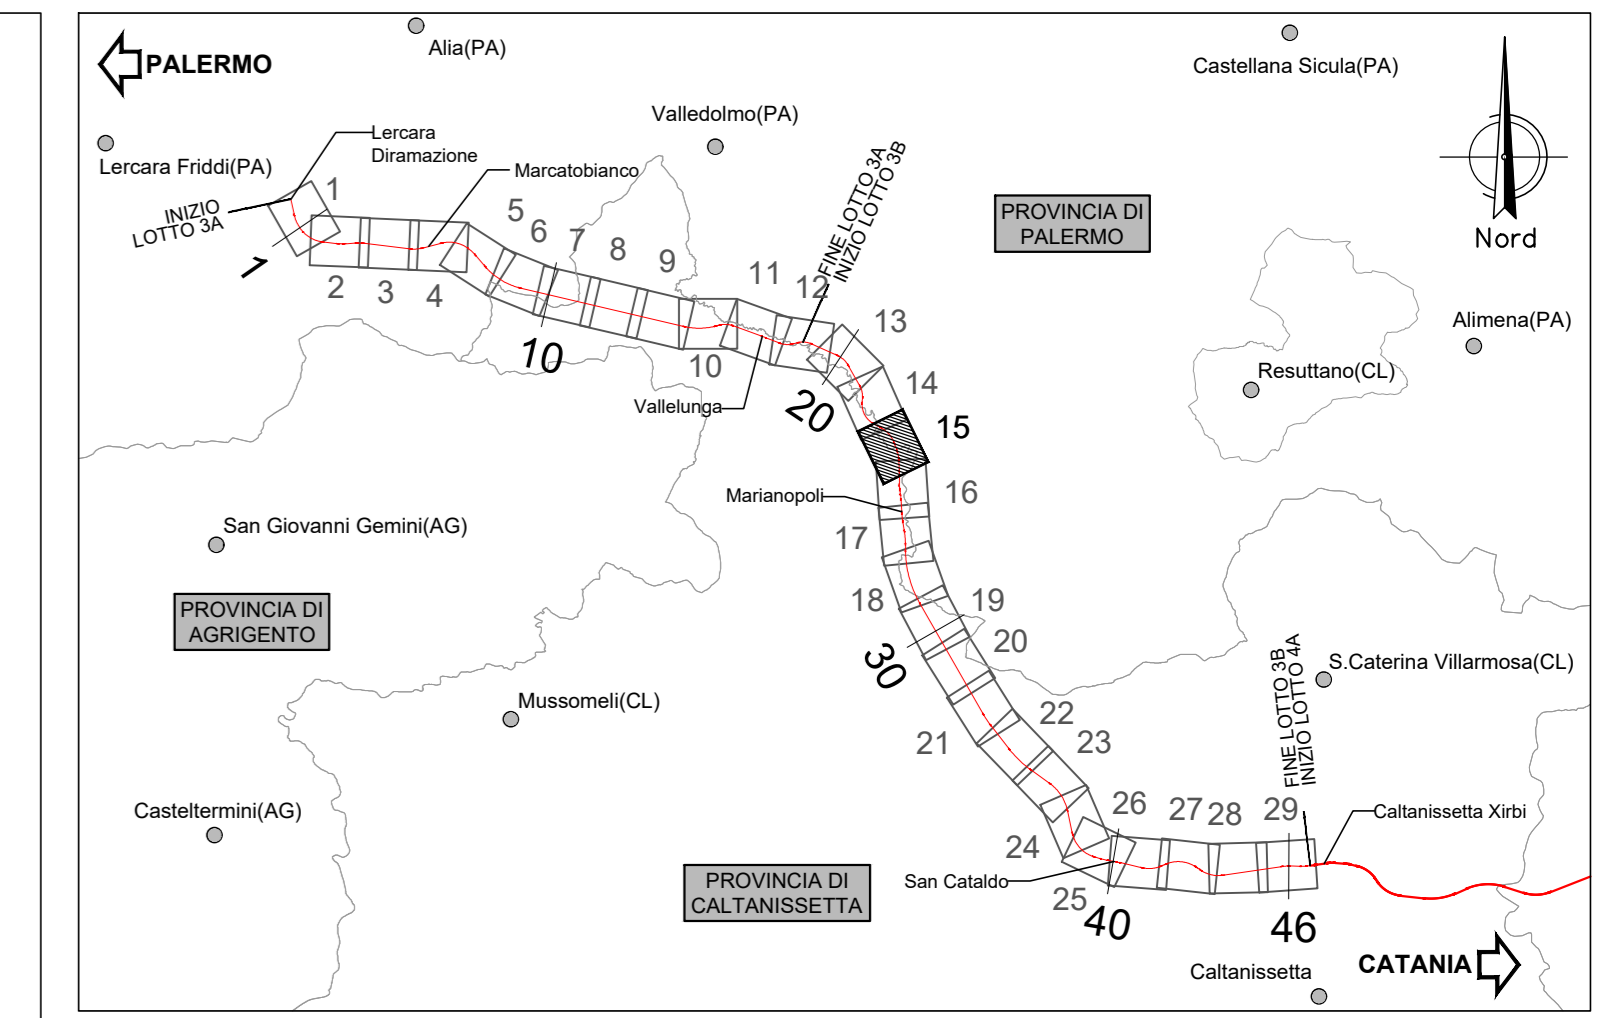 Alia(PA)
PALERMO
Castellana Sicula(PA)
Valledolmo(PA)
Lercara
Diramazione
Lercara Friddi(PA)
Marcatobianco
INIZIO
LOTTO 3A
FINE LOTTO 3A
INIZIO LOTTO 3B
PROVINCIA DI
PALERMO
Nord
1
1
2
3
4
5
6
7
8
9
10
10
11
12
13
14
15
20
Vallelunga
Alimena(PA)
Resuttano(CL)
Marianopoli
16
17
San Giovanni Gemini(AG)
PROVINCIA DI
AGRIGENTO
18
19
20
30
S.Caterina Villarmosa(CL)
Mussomeli(CL)
21
22
23
FINE LOTTO 3B
INIZIO LOTTO 4A
Casteltermini(AG)
24
25
26
27
28
29
Caltanissetta Xirbi
PROVINCIA DI
CALTANISSETTA
San Cataldo
40
46
Caltanissetta
CATANIA